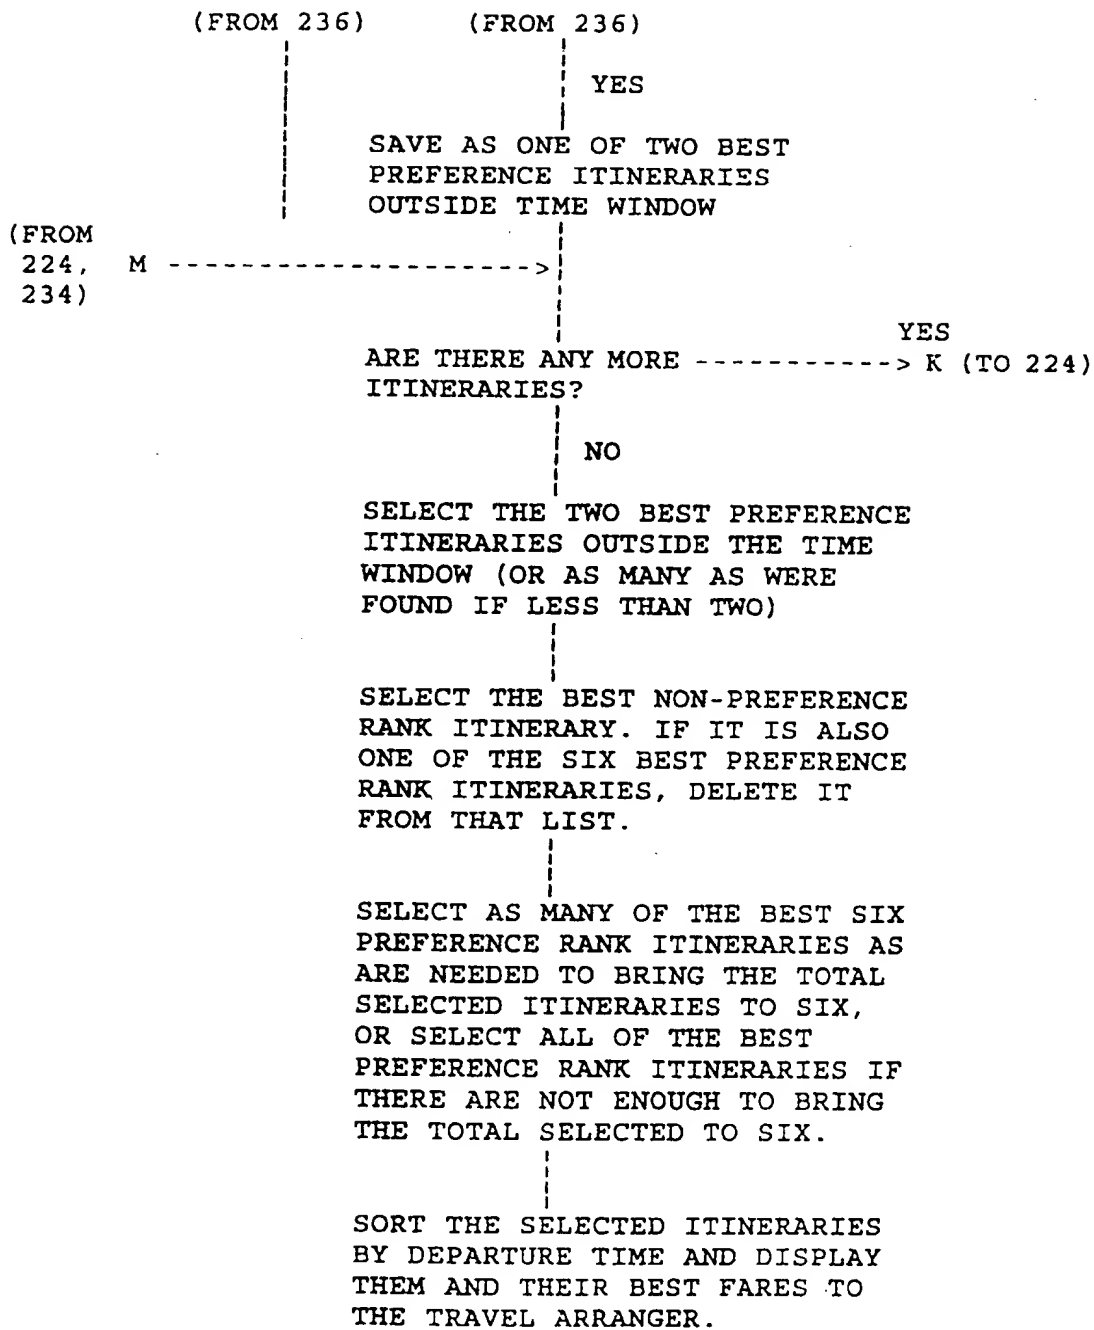 (FROM 236) (FROM 236)
YES
SAVE AS ONE OF TWO BEST
PREFERENCE ITINERARIES
OUTSIDE TIME WINDOW
(FROM
224, M -------------------->
234)
YES
ARE THERE ANY MORE -----------> K (TO 224)
ITINERARIES?
NO
SELECT THE TWO BEST PREFERENCE
ITINERARIES OUTSIDE THE TIME
WINDOW (OR AS MANY AS WERE
FOUND IF LESS THAN TWO)
SELECT THE BEST NON-PREFERENCE
RANK ITINERARY. IF IT IS ALSO
ONE OF THE SIX BEST PREFERENCE
RANK ITINERARIES, DELETE IT
FROM THAT LIST.
SELECT AS MANY OF THE BEST SIX
PREFERENCE RANK ITINERARIES AS
ARE NEEDED TO BRING THE TOTAL
SELECTED ITINERARIES TO SIX,
OR SELECT ALL OF THE BEST
PREFERENCE RANK ITINERARIES IF
THERE ARE NOT ENOUGH TO BRING
THE TOTAL SELECTED TO SIX.
SORT THE SELECTED ITINERARIES
BY DEPARTURE TIME AND DISPLAY
THEM AND THEIR BEST FARES TO
THE TRAVEL ARRANGER.